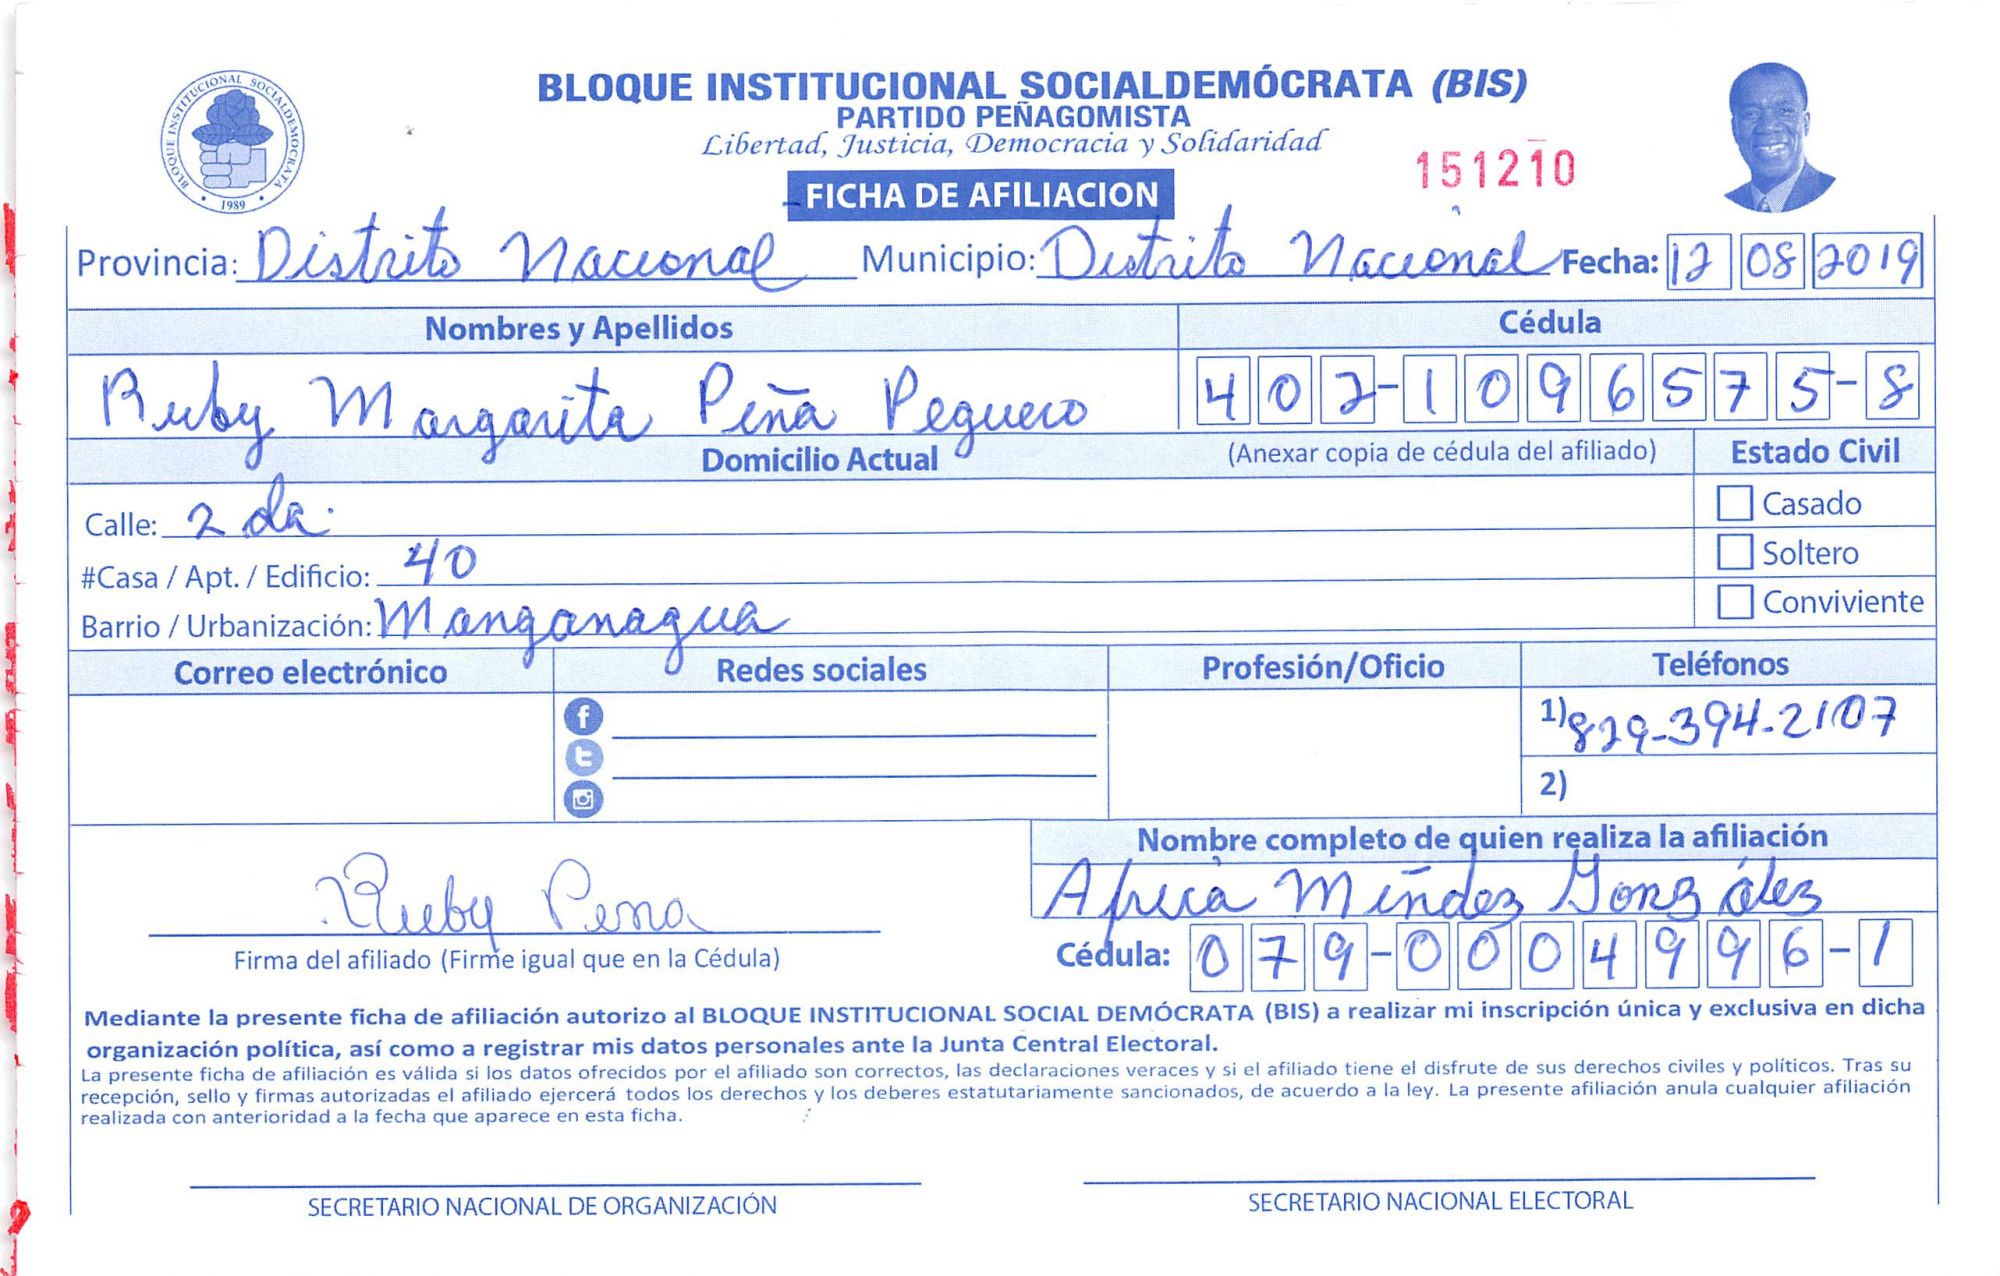 BLOQUE INSTITUCIONAL SOCIALDEMÓCRATA (BIS)
PARTIDO PEÑAGOMISTA
Libertad, Justicia, Democracia y Solidaridad
BLOQUE INSTITUCIONAL SOCIALDEMOCRATA
1989
151210
FICHA DE AFILIACION
Provincia: Distrito Nacional Municipio: Distrito Nacional Fecha: 12 08 2019
Nombres y Apellidos Cédula
Ruby Margarita Peña Peguero 402-1096575-8
Domicilio Actual (Anexar copia de cédula del afiliado) Estado Civil
Calle: 2 da. Casado
#Casa / Apt. / Edificio: 40 Soltero
Barrio / Urbanización: Manganagua Conviviente
Correo electrónico Redes sociales Profesión/Oficio Teléfonos
1) 829-394-2107
2)
Nombre completo de quien realiza la afiliación
Ruby Pena Africa Méndez González
Firma del afiliado (Firme igual que en la Cédula) Cédula: 079-0004996-1
Mediante la presente ficha de afiliación autorizo al BLOQUE INSTITUCIONAL SOCIAL DEMÓCRATA (BIS) a realizar mi inscripción única y exclusiva en dicha
organización política, así como a registrar mis datos personales ante la Junta Central Electoral.
La presente ficha de afiliación es válida si los datos ofrecidos por el afiliado son correctos, las declaraciones veraces y si el afiliado tiene el disfrute de sus derechos civiles y políticos. Tras su
recepción, sello y firmas autorizadas el afiliado ejercerá todos los derechos y los deberes estatutariamente sancionados, de acuerdo a la ley. La presente afiliación anula cualquier afiliación
realizada con anterioridad a la fecha que aparece en esta ficha.
SECRETARIO NACIONAL DE ORGANIZACIÓN SECRETARIO NACIONAL ELECTORAL